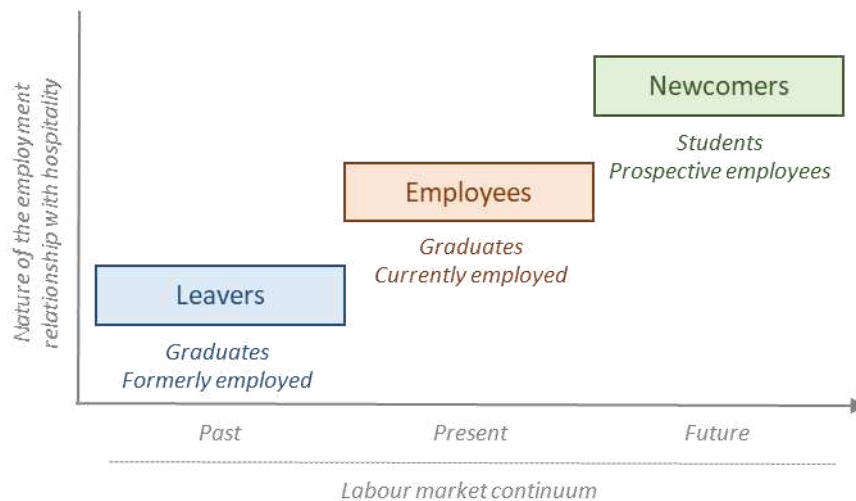 Nature of the employment
relationship with hospitality
Newcomers
Students
Prospective employees
Employees
Graduates
Currently employed
Leavers
Graduates
Formerly employed
Past
Present
Future
Labour market continuum